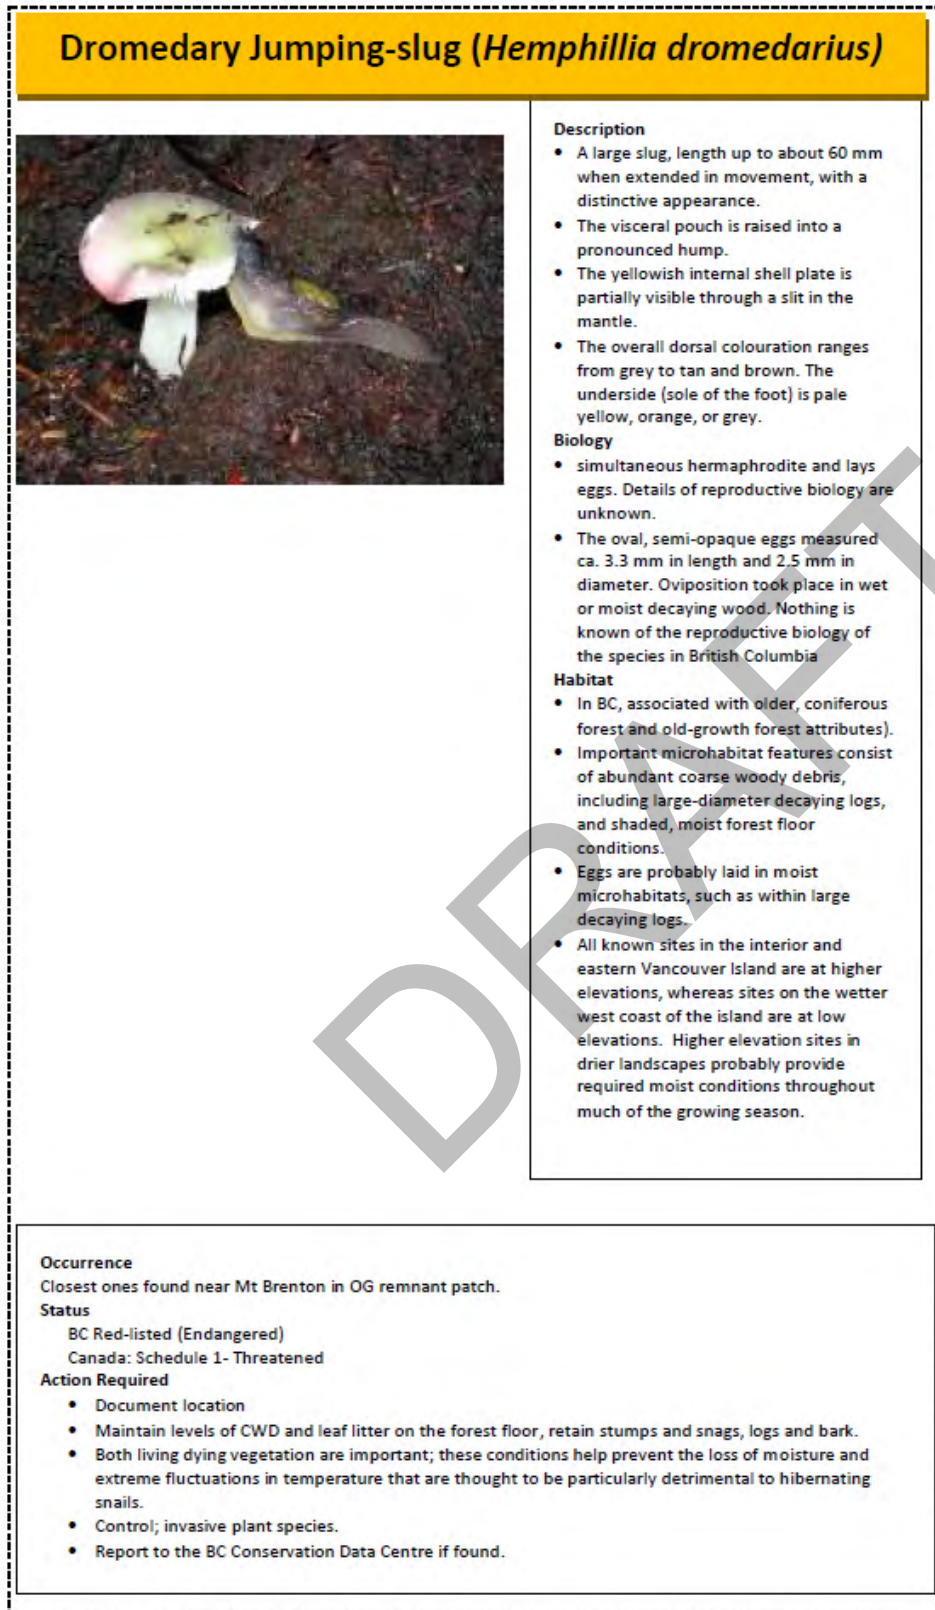 Dromedary Jumping-slug (Hemphillia dromedarius)
Description
• A large slug, length up to about 60 mm
when extended in movement, with a
distinctive appearance.
• The visceral pouch is raised into a
pronounced hump.
• The yellowish internal shell plate is
partially visible through a slit in the
mantle.
• The overall dorsal colouration ranges
from grey to tan and brown. The
underside (sole of the foot) is pale
yellow, orange, or grey.
Biology
• simultaneous hermaphrodite and lays
eggs. Details of reproductive biology are
unknown.
• The oval, semi-opaque eggs measured
ca. 3.3 mm in length and 2.5 mm in
diameter. Oviposition took place in wet
or moist decaying wood. Nothing is
known of the reproductive biology of
the species in British Columbia
Habitat
• In BC, associated with older, coniferous
forest and old-growth forest attributes).
• Important microhabitat features consist
of abundant coarse woody debris,
including large-diameter decaying logs,
and shaded, moist forest floor
conditions.
• Eggs are probably laid in moist
microhabitats, such as within large
decaying logs.
• All known sites in the interior and
eastern Vancouver Island are at higher
elevations, whereas sites on the wetter
west coast of the island are at low
elevations. Higher elevation sites in
drier landscapes probably provide
required moist conditions throughout
much of the growing season.
DRAFT
Occurrence
Closest ones found near Mt Brenton in OG remnant patch.
Status
BC Red-listed (Endangered)
Canada: Schedule 1- Threatened
Action Required
• Document location
• Maintain levels of CWD and leaf litter on the forest floor, retain stumps and snags, logs and bark.
• Both living dying vegetation are important; these conditions help prevent the loss of moisture and
extreme fluctuations in temperature that are thought to be particularly detrimental to hibernating
snails.
• Control; invasive plant species.
• Report to the BC Conservation Data Centre if found.